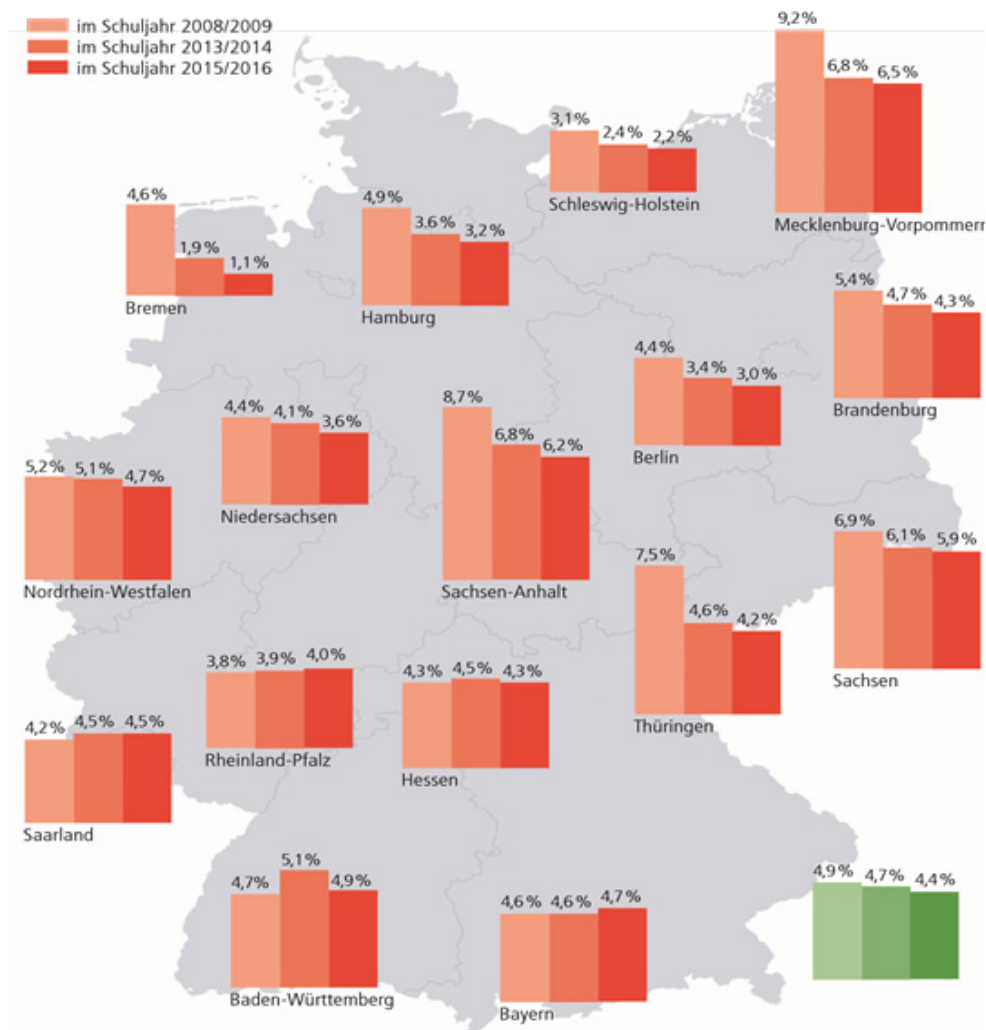 im Schuljahr 2008/2009
im Schuljahr 2013/2014
im Schuljahr 2015/2016
9,2%
6,8%
6,5%
Mecklenburg-Vorpommern
3,1%
2,4%
2,2%
Schleswig-Holstein
4,6%
1,9%
1,1%
Bremen
4,9%
3,6%
3,2%
Hamburg
5,4%
4,7%
4,3%
Brandenburg
4,4%
3,4%
3,0%
Berlin
4,4%
4,1%
3,6%
Niedersachsen
8,7%
6,8%
6,2%
Sachsen-Anhalt
5,2%
5,1%
4,7%
Nordrhein-Westfalen
6,9%
6,1%
5,9%
Sachsen
7,5%
4,6%
4,2%
Thüringen
3,8%
3,9%
4,0%
Rheinland-Pfalz
4,3%
4,5%
4,3%
Hessen
4,2%
4,5%
4,5%
Saarland
4,7%
5,1%
4,9%
Baden-Württemberg
4,6%
4,6%
4,7%
Bayern
4,9%
4,7%
4,4%